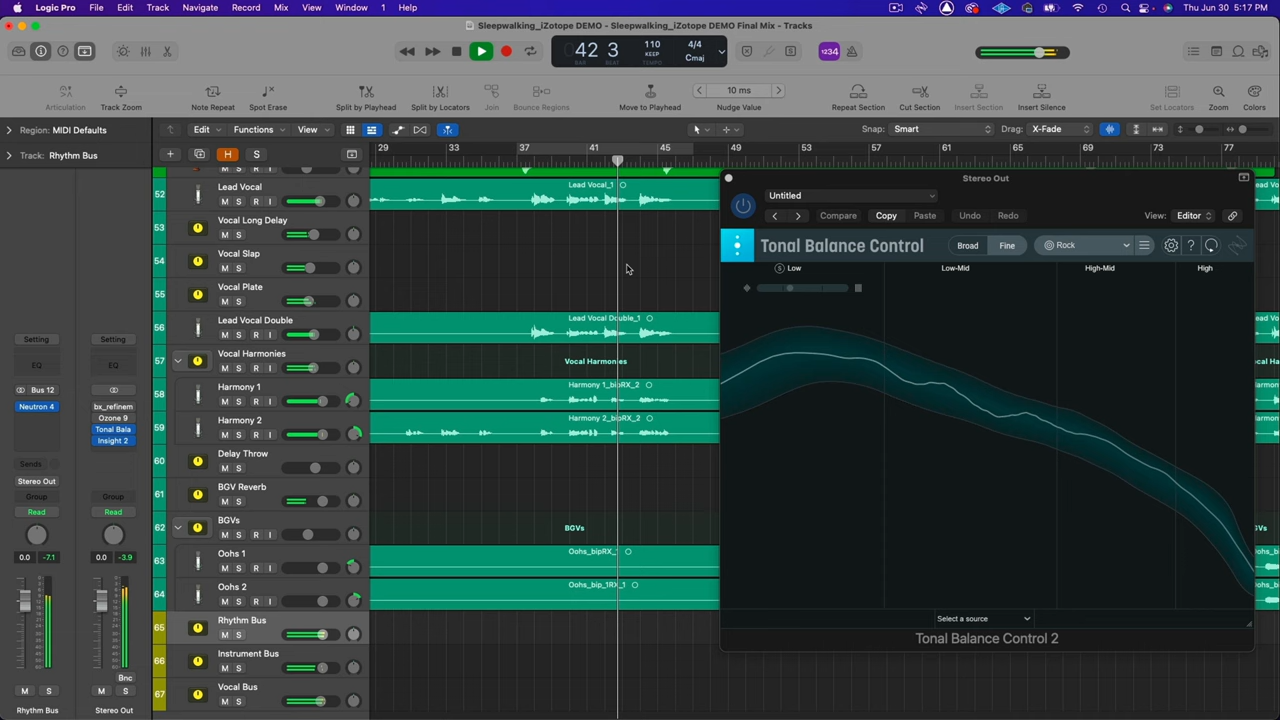 Logic Pro File Edit Track Navigate Record Mix View Window 1 Help Thu Jun 30 5:17 PM
Sleepwalking_iZotope DEMO - Sleepwalking_iZotope DEMO Final Mix - Tracks
42 3 110 4/4
BAR BEAT KEEP TEMPO Cmaj
1234
Articulation Track Zoom Note Repeat Spot Erase Split by Playhead Split by Locators Join Bounce Regions Move to Playhead 10 ms Nudge Value Repeat Section Cut Section Insert Section Insert Silence Set Locators Zoom Colors
Region: MIDI Defaults Edit Functions View Snap: Smart Drag: X-Fade
Track: Rhythm Bus H S 29 33 37 41 45 49 53 57 61 65 69 73 77
52 Lead Vocal M S R I Lead Vocal_1
53 Vocal Long Delay M S
54 Vocal Slap M S
55 Vocal Plate M S
56 Lead Vocal Double M S R I Lead Vocal Double_1
57 Vocal Harmonies M S Vocal Harmonies
58 Harmony 1 M S R I Harmony 1_bipRX_2
59 Harmony 2 M S R I Harmony 2_bipRX_2
60 Delay Throw M S
61 BGV Reverb M S
62 BGVs M S BGVs
63 Oohs 1 M S R I Oohs_bipRX_1
64 Oohs 2 M S R I Oohs_bip_1RX_1
65 Rhythm Bus M S
66 Instrument Bus M S
67 Vocal Bus M S
Setting Setting
EQ EQ
Bus 12
Neutron 4 bx_refinem
Ozone 9
Tonal Bala
Insight 2
Sends
Stereo Out
Group Group
Read Read
0.0 -7.1 0.0 -3.9
Bnc
M S M S
Rhythm Bus Stereo Out
Stereo Out
Untitled
Compare Copy Paste Undo Redo View: Editor
Tonal Balance Control Broad Fine Rock
S Low Low-Mid High-Mid High
Select a source
Tonal Balance Control 2